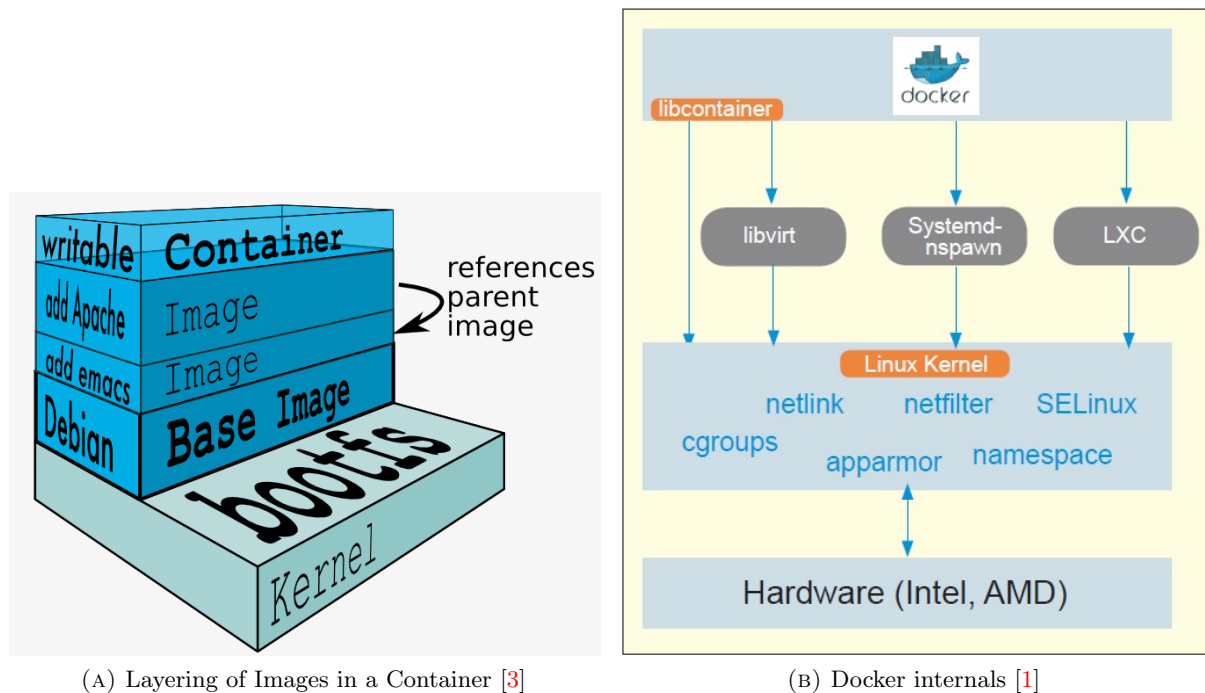 writable Container
add Apache Image
add emacs Image
Debian Base Image
references
parent
image
bootfs
Kernel
(A) Layering of Images in a Container [3]
docker
libcontainer
libvirt
Systemd-
nspawn
LXC
Linux Kernel
netlink netfilter SELinux
cgroups apparmor namespace
Hardware (Intel, AMD)
(B) Docker internals [1]